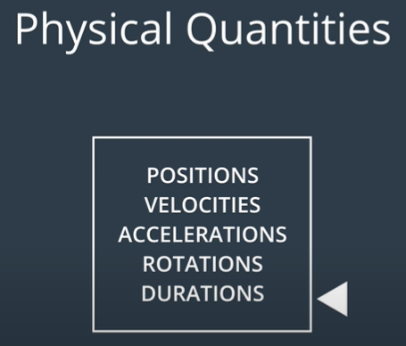 Physical Quantities
POSITIONS
VELOCITIES
ACCELERATIONS
ROTATIONS
DURATIONS